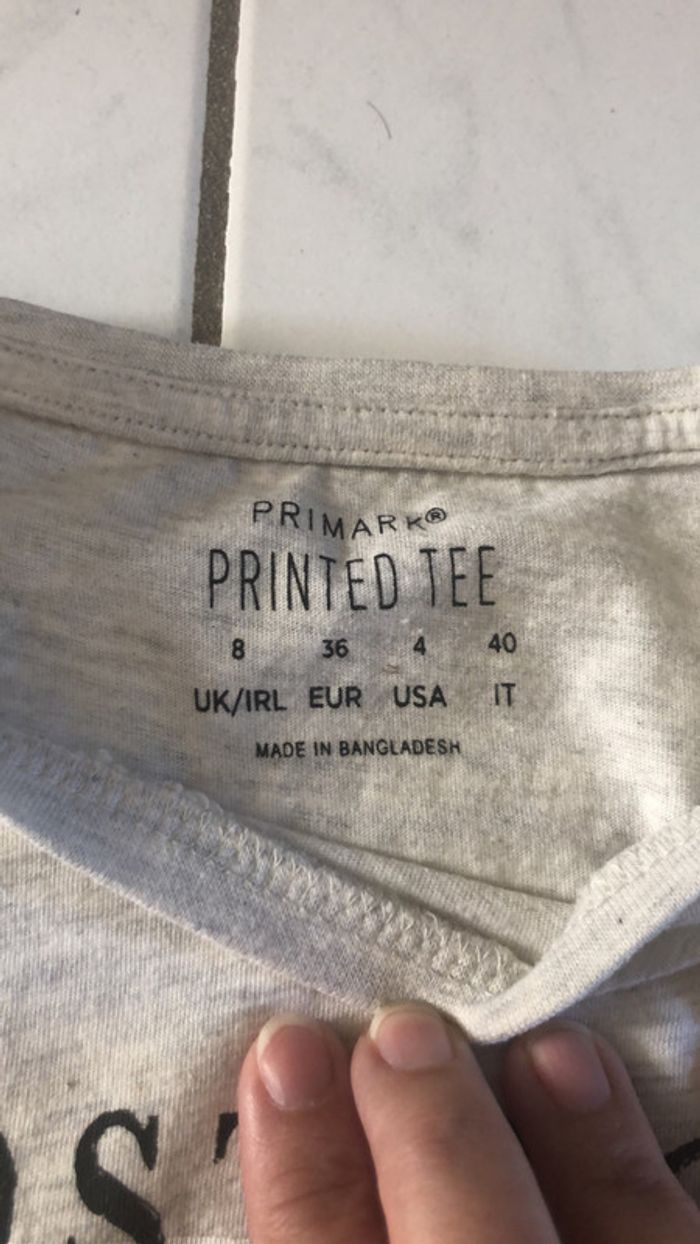 PRIMARK®
PRINTED TEE
8 36 4 40
UK/IRL EUR USA IT
MADE IN BANGLADESH